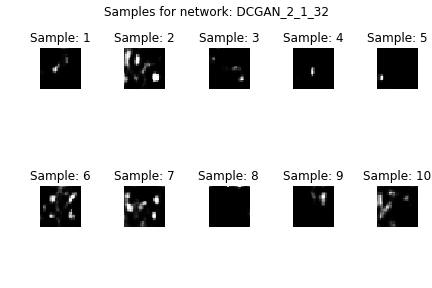 Samples for network: DCGAN_2_1_32
Sample: 1
Sample: 2
Sample: 3
Sample: 4
Sample: 5
Sample: 6
Sample: 7
Sample: 8
Sample: 9
Sample: 10